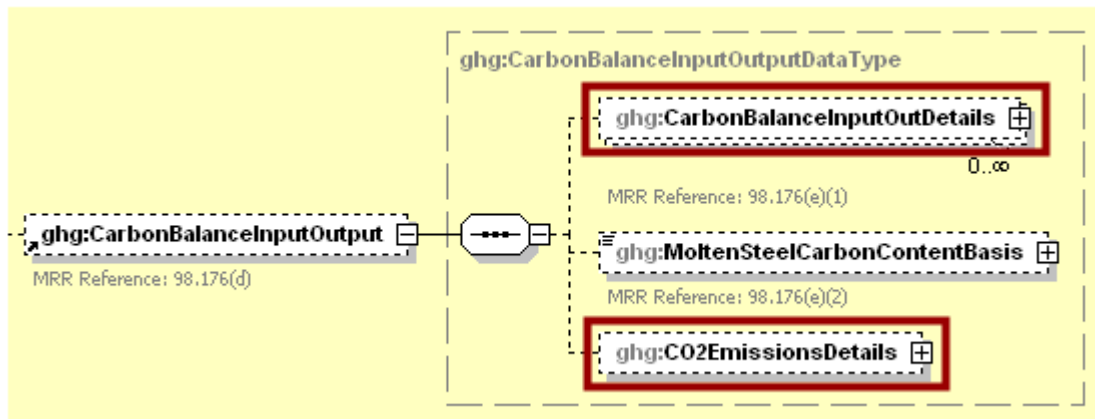 ghg:CarbonBalanceInputOutputDataType
ghg:CarbonBalanceInputOutDetails
0..∞
MRR Reference: 98.176(e)(1)
ghg:CarbonBalanceInputOutput
MRR Reference: 98.176(d)
ghg:MoltenSteelCarbonContentBasis
MRR Reference: 98.176(e)(2)
ghg:CO2EmissionsDetails